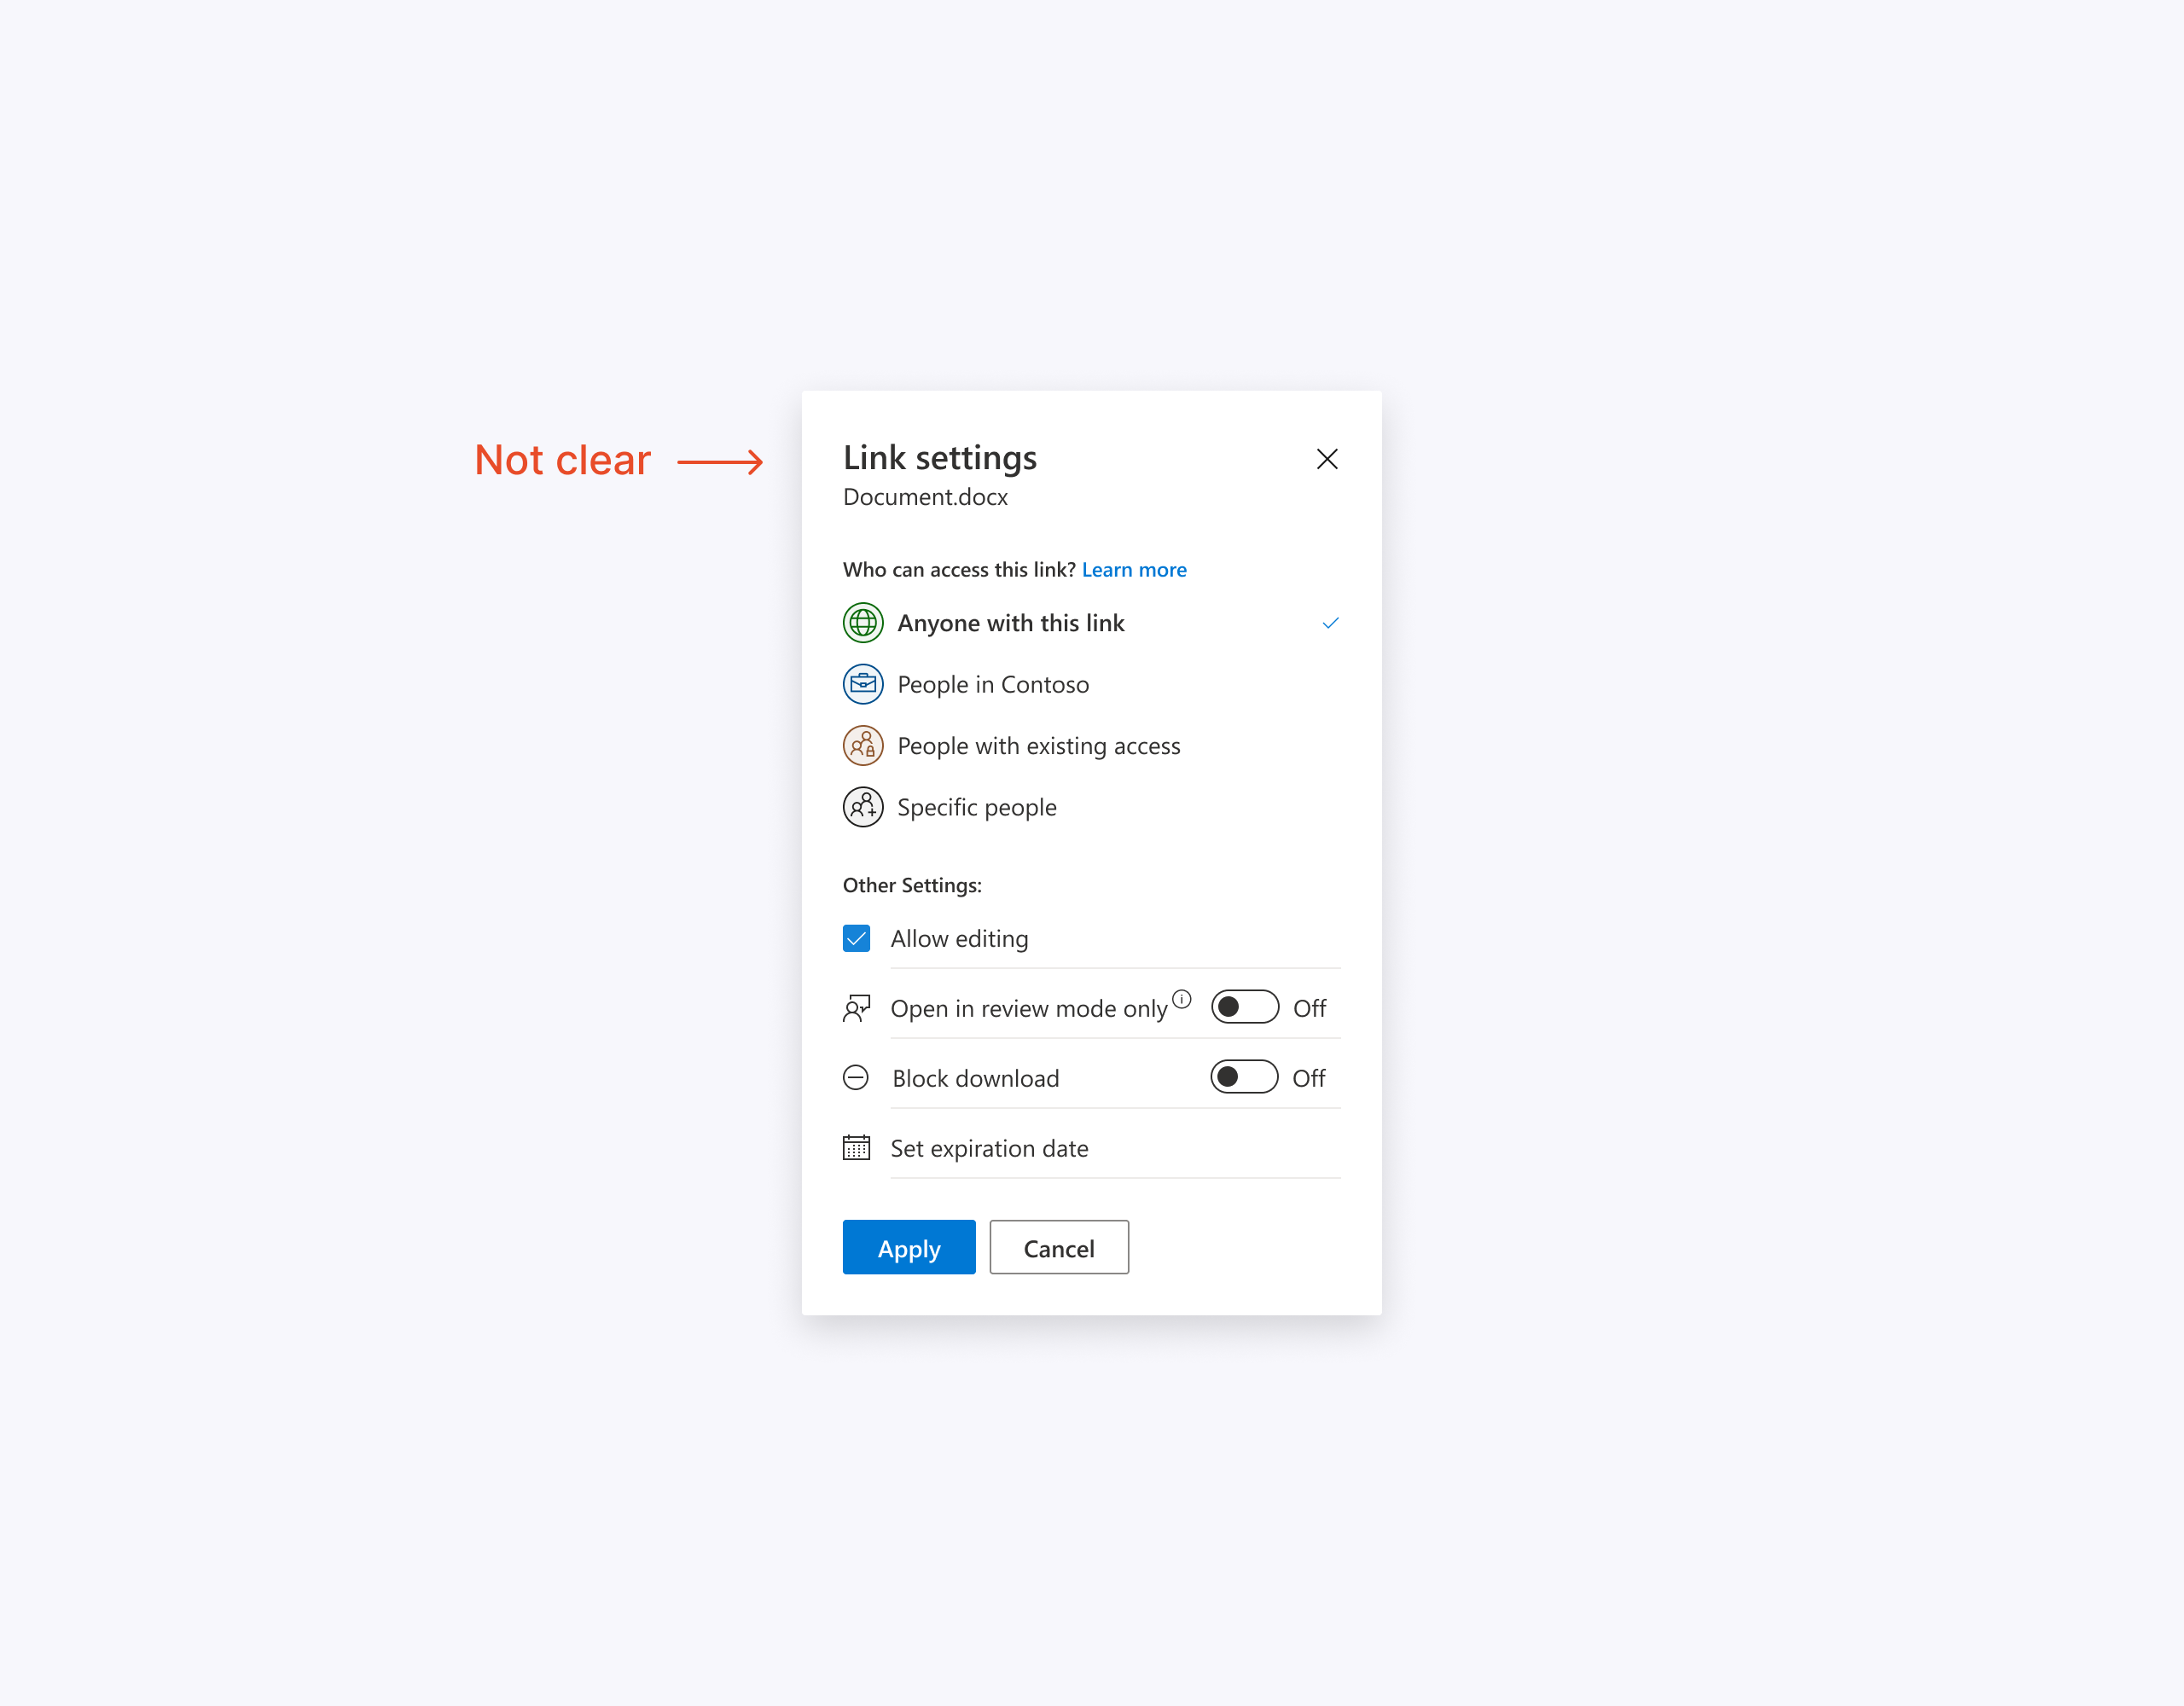 Not clear
Link settings
Document.docx
Who can access this link? Learn more
Anyone with this link
People in Contoso
People with existing access
Specific people
Other Settings:
Allow editing
Open in review mode only Off
Block download Off
Set expiration date
Apply Cancel